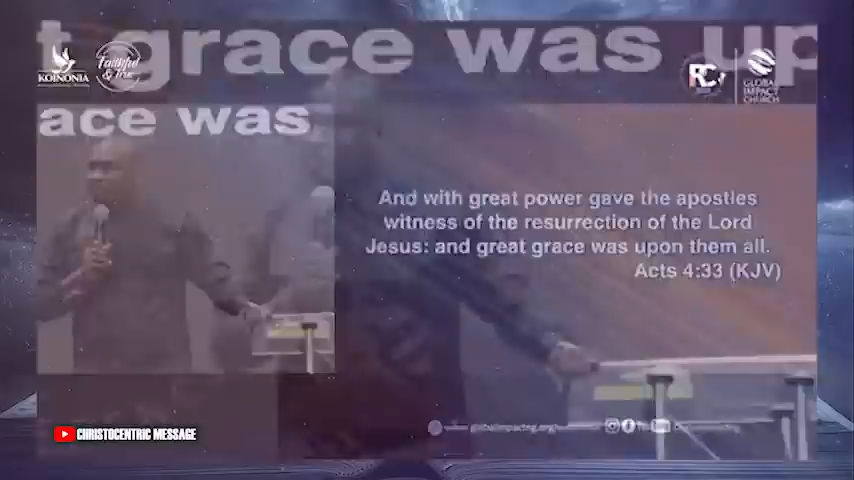 t grace was up
KOINONIA
Faithful
& True
RC
GLOBAL
IMPACT
CHURCH
ace was
And with great power gave the apostles
witness of the resurrection of the Lord
Jesus: and great grace was upon them all.
Acts 4:33 (KJV)
CHRISTOCENTRIC MESSAGE